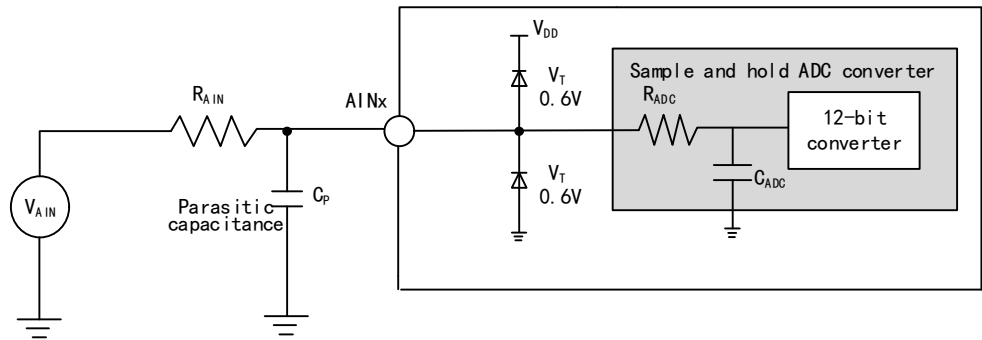 V_DD
Sample and hold ADC converter
V_T
0.6V
R_AIN
AINx
R_ADC
12-bit
converter
V_AIN
Parasitic
capacitance
C_P
V_T
0.6V
C_ADC